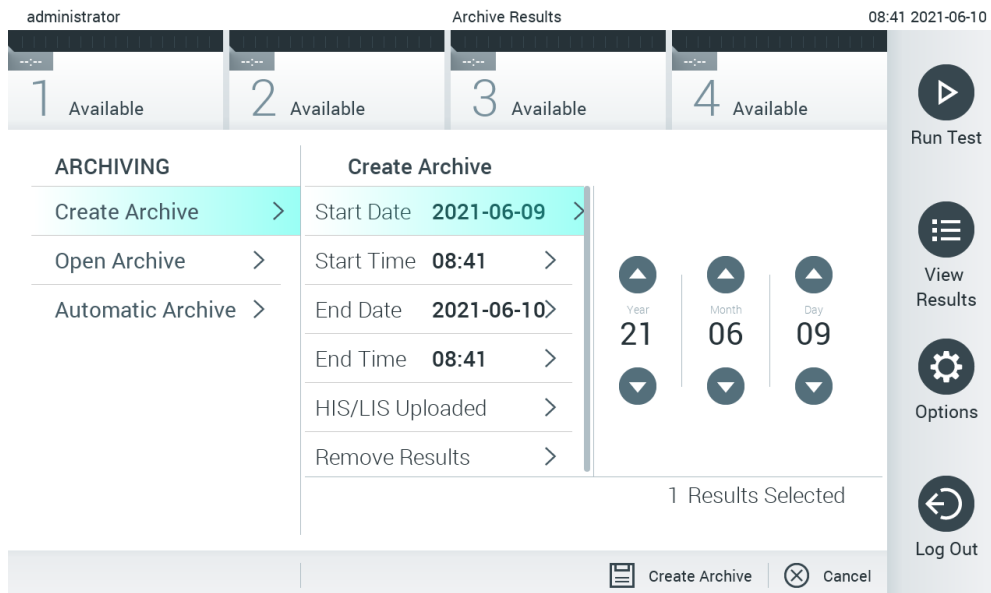 administrator
Archive Results
08:41 2021-06-10
--:--
--:--
--:--
--:--
1 Available
2 Available
3 Available
4 Available
Run Test
ARCHIVING
Create Archive
Open Archive
Automatic Archive
Create Archive
Start Date 2021-06-09
Start Time 08:41
End Date 2021-06-10
End Time 08:41
HIS/LIS Uploaded
Remove Results
Year
Month
Day
21
06
09
1 Results Selected
View
Results
Options
Log Out
Create Archive
Cancel